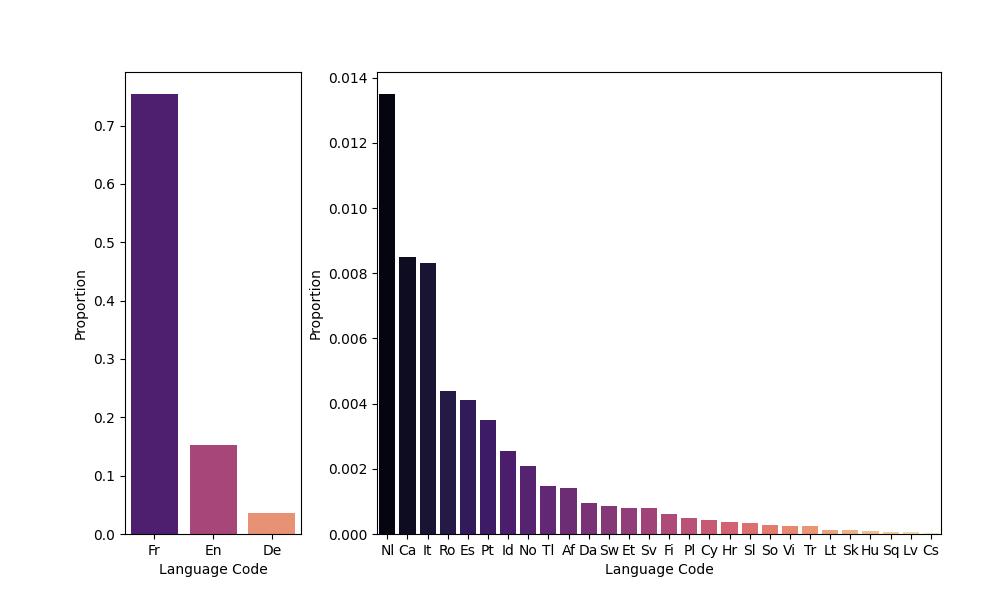 Proportion
0.7
0.6
0.5
0.4
0.3
0.2
0.1
0.0
Fr En De
Language Code
Proportion
0.014
0.012
0.010
0.008
0.006
0.004
0.002
0.000
Nl Ca It Ro Es Pt Id No Tl Af Da Sw Et Sv Fi Pl Cy Hr Sl So Vi Tr Lt Sk Hu Sq Lv Cs
Language Code